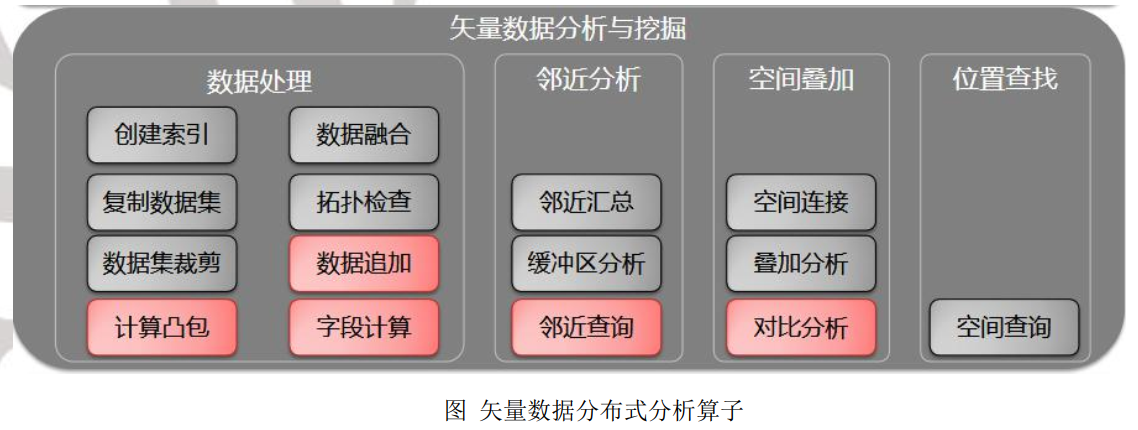 矢量数据分析与挖掘
数据处理
创建索引
数据融合
复制数据集
拓扑检查
数据集裁剪
数据追加
计算凸包
字段计算
邻近分析
邻近汇总
缓冲区分析
邻近查询
空间叠加
空间连接
叠加分析
对比分析
位置查找
空间查询
图 矢量数据分布式分析算子